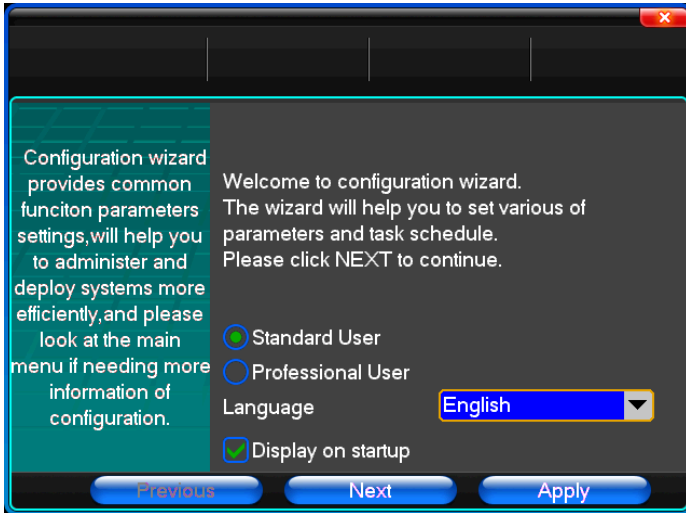 Configuration wizard
provides common
funciton parameters
settings,will help you
to administer and
deploy systems more
efficiently,and please
look at the main
menu if needing more
information of
configuration.
Welcome to configuration wizard.
The wizard will help you to set various of
parameters and task schedule.
Please click NEXT to continue.
Standard User
Professional User
Language English
Display on startup
Previous Next Apply